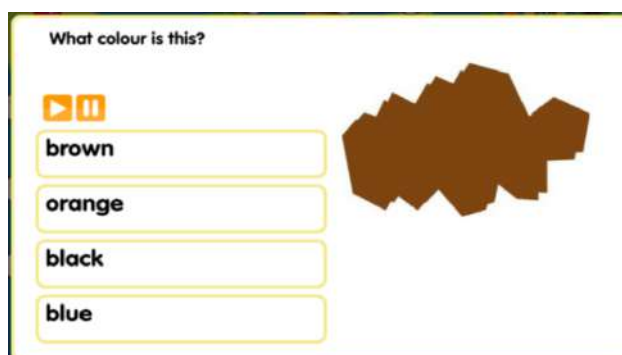 What colour is this?
brown
orange
black
blue